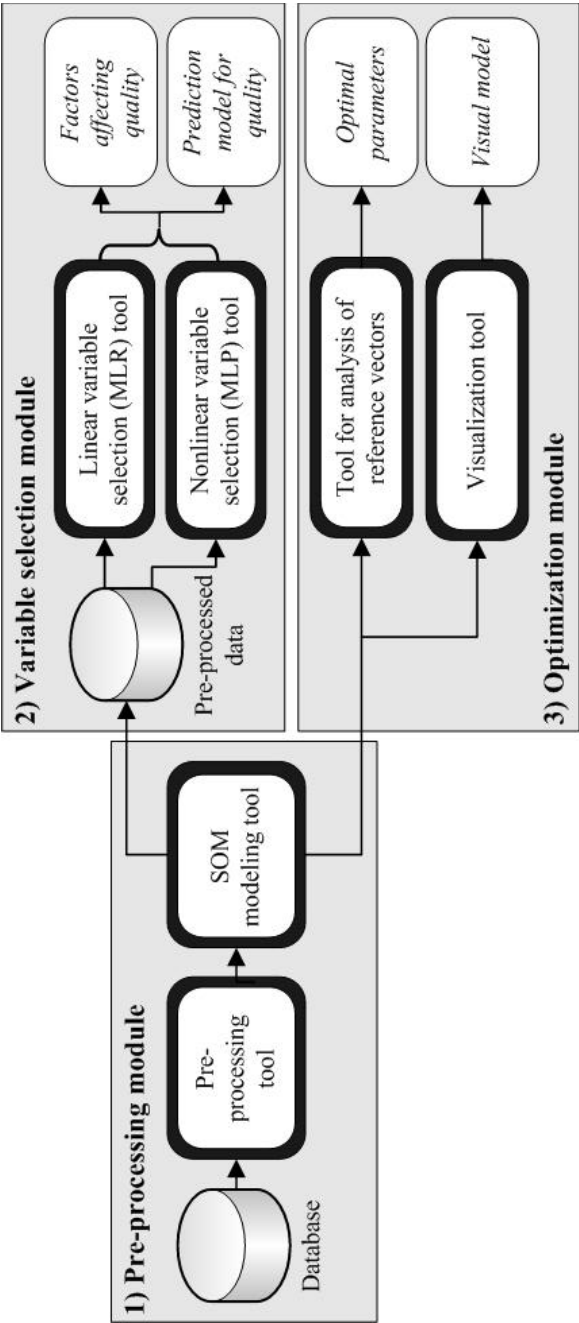 1) Pre-processing module
Database
Pre-
processing
tool
SOM
modeling tool
2) Variable selection module
Pre-processed
data
Linear variable
selection (MLR) tool
Nonlinear variable
selection (MLP) tool
Factors
affecting
quality
Prediction
model for
quality
Tool for analysis of
reference vectors
Visualization tool
Optimal
parameters
Visual model
3) Optimization module